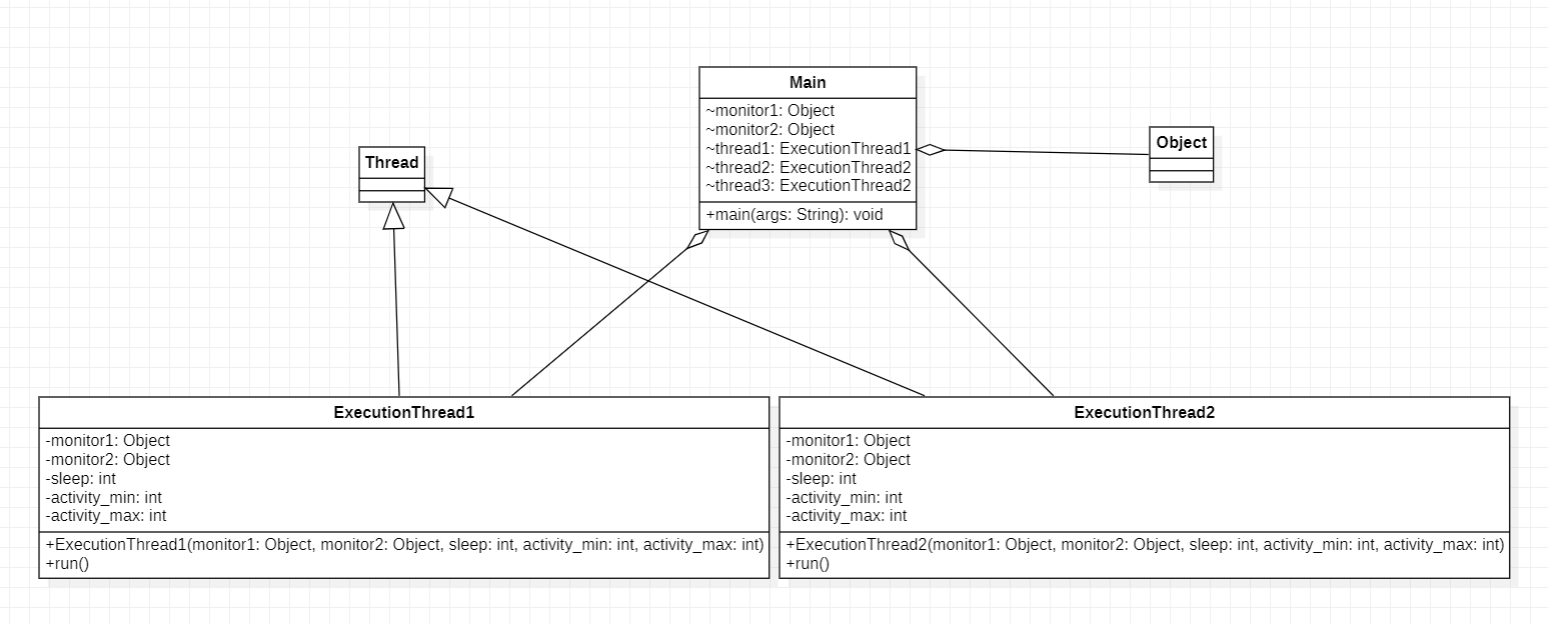 Main
~monitor1: Object
~monitor2: Object
~thread1: ExecutionThread1
~thread2: ExecutionThread2
~thread3: ExecutionThread2
+main(args: String): void
Thread
Object
ExecutionThread1
-monitor1: Object
-monitor2: Object
-sleep: int
-activity_min: int
-activity_max: int
+ExecutionThread1(monitor1: Object, monitor2: Object, sleep: int, activity_min: int, activity_max: int)
+run()
ExecutionThread2
-monitor1: Object
-monitor2: Object
-sleep: int
-activity_min: int
-activity_max: int
+ExecutionThread2(monitor1: Object, monitor2: Object, sleep: int, activity_min: int, activity_max: int)
+run()